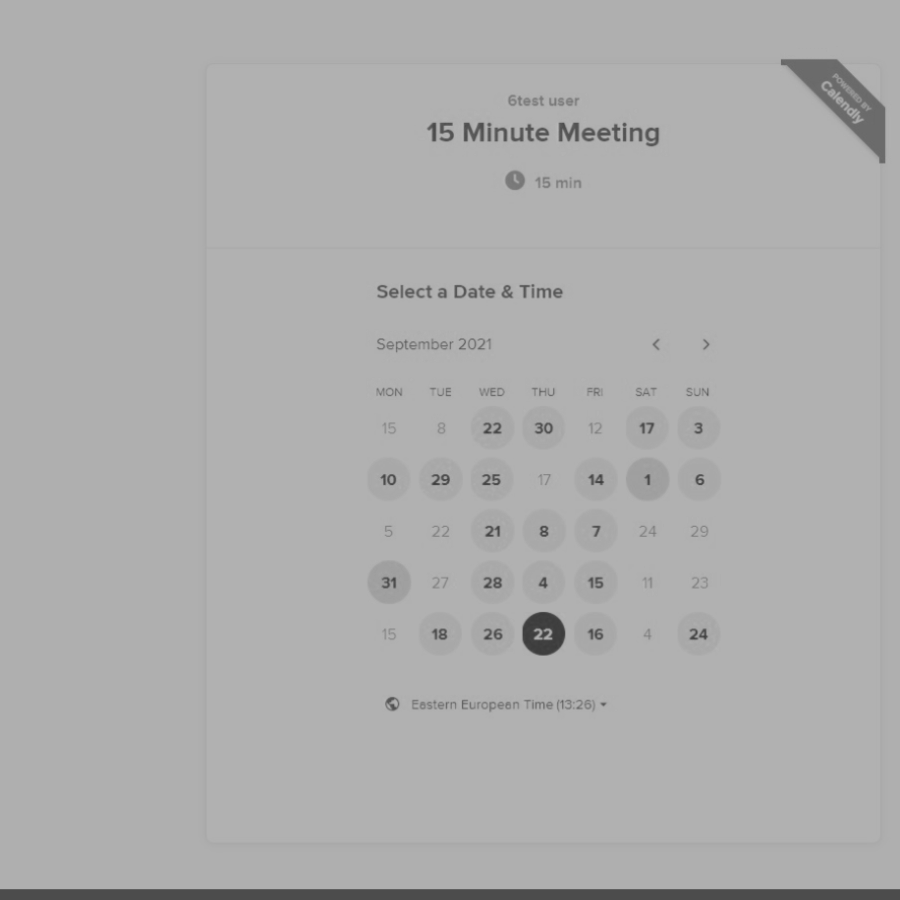 POWERED BY
Calendly
6test user
15 Minute Meeting
15 min
Select a Date & Time
September 2021
MON TUE WED THU FRI SAT SUN
15 8 22 30 12 17 3
10 29 25 17 14 1 6
5 22 21 8 7 24 29
31 27 28 4 15 11 23
15 18 26 22 16 4 24
Eastern European Time (13:26)